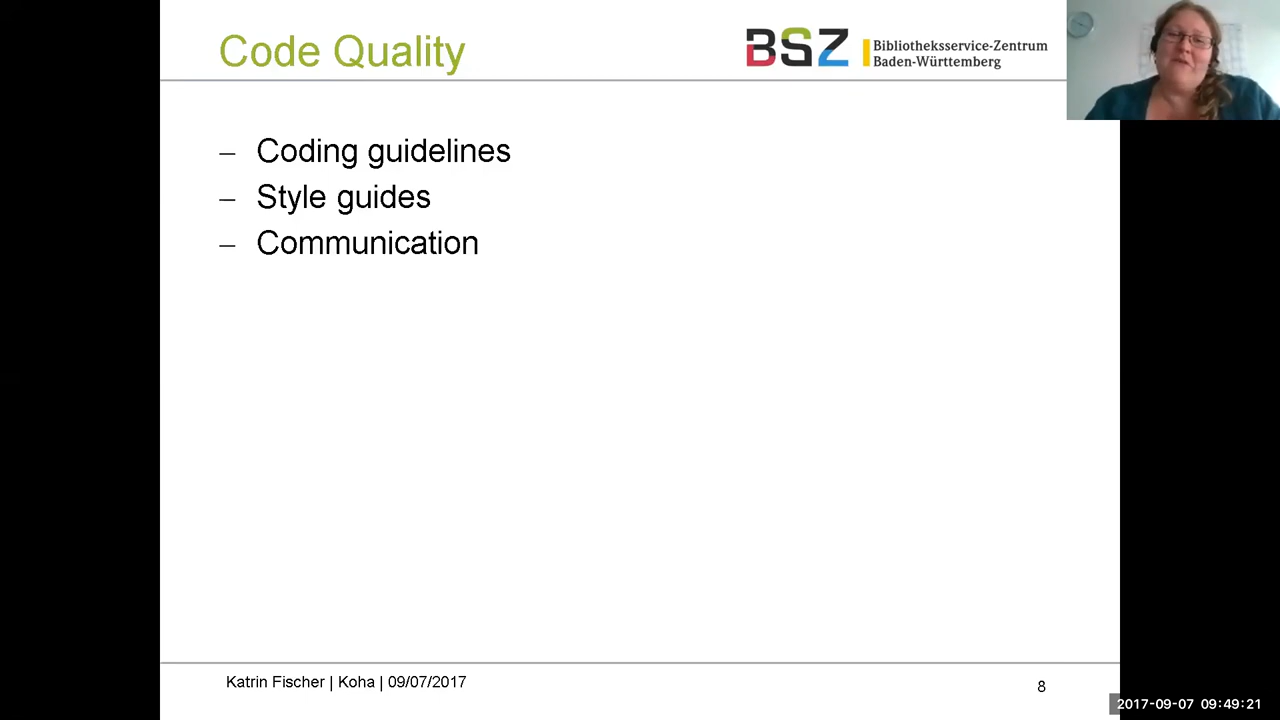 Code Quality
BSZ
Bibliotheksservice-Zentrum
Baden-Württemberg
– Coding guidelines
– Style guides
– Communication
Katrin Fischer | Koha | 09/07/2017
8
2017-09-07 09:49:21